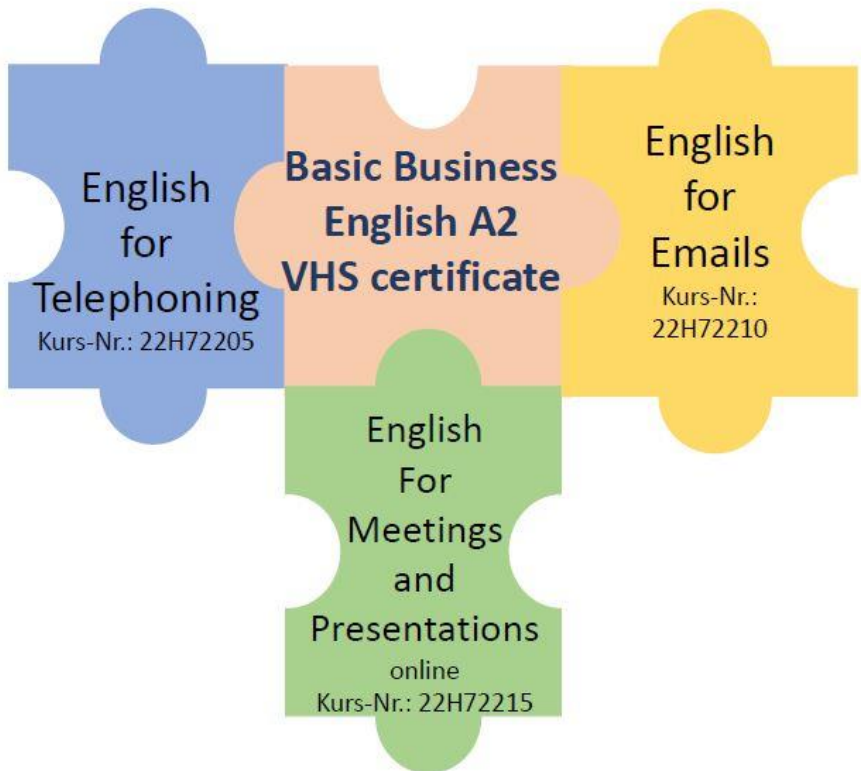 English
for
Telephoning
Kurs-Nr.: 22H72205
Basic Business
English A2
VHS certificate
English
for
Emails
Kurs-Nr.:
22H72210
English
For
Meetings
and
Presentations
online
Kurs-Nr.: 22H72215